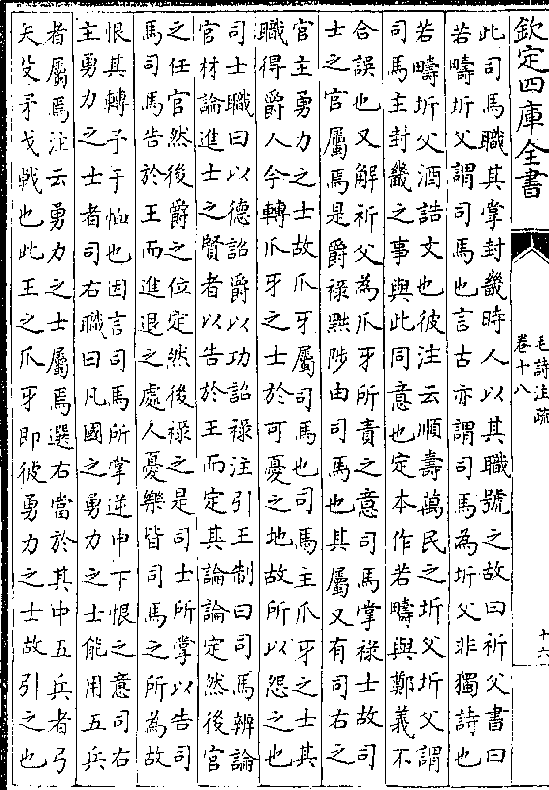 欽定四庫全書
毛詩注疏
卷十八
十六
此司馬職其掌封畿時人以其職號之故曰祈父書曰
若疇圻父謂司馬也言古亦謂司馬為圻父非獨詩也
若疇圻父酒誥文也彼注云順壽萬民之圻父圻父謂
司馬主封畿之事與此同意也定本作若疇與鄭義不
合誤也又解祈父為爪牙所責之意司馬掌祿士故司
士之官屬焉是爵祿黜陟由司馬也其屬又有司右之
官主勇力之士故爪牙屬司馬也司馬主爪牙之士其
職得爵人今轉爪牙之士於可憂之地故所以怨之也
司士職曰以德詔爵以功詔祿注引王制曰司馬辨論
官材論進士之賢者以告於王而定其論論定然後官
之任官然後爵之位定然後祿之是司士所掌以告司
馬司馬告於王而進退之處人憂樂皆司馬之所為故
恨其轉予于恤也因言司馬所掌逆申下恨之意司右
主勇力之士者司右職曰凡國之勇力之士能用五兵
者屬焉注云勇力之士屬焉選右當於其中五兵者弓
矢殳矛戈戟也此王之爪牙即彼勇力之士故引之也